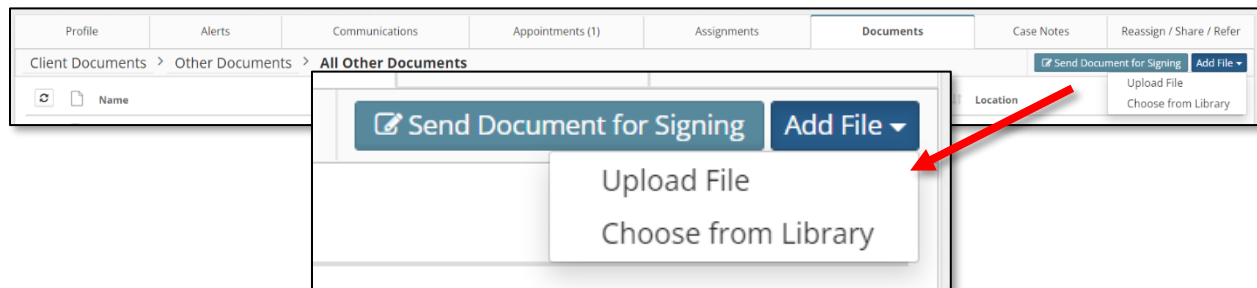 Profile Alerts Communications Appointments (1) Assignments Documents Case Notes Reassign / Share / Refer
Client Documents > Other Documents > All Other Documents Send Document for Signing Add File
Upload File
Name Location Choose from Library
Send Document for Signing Add File
Upload File
Choose from Library